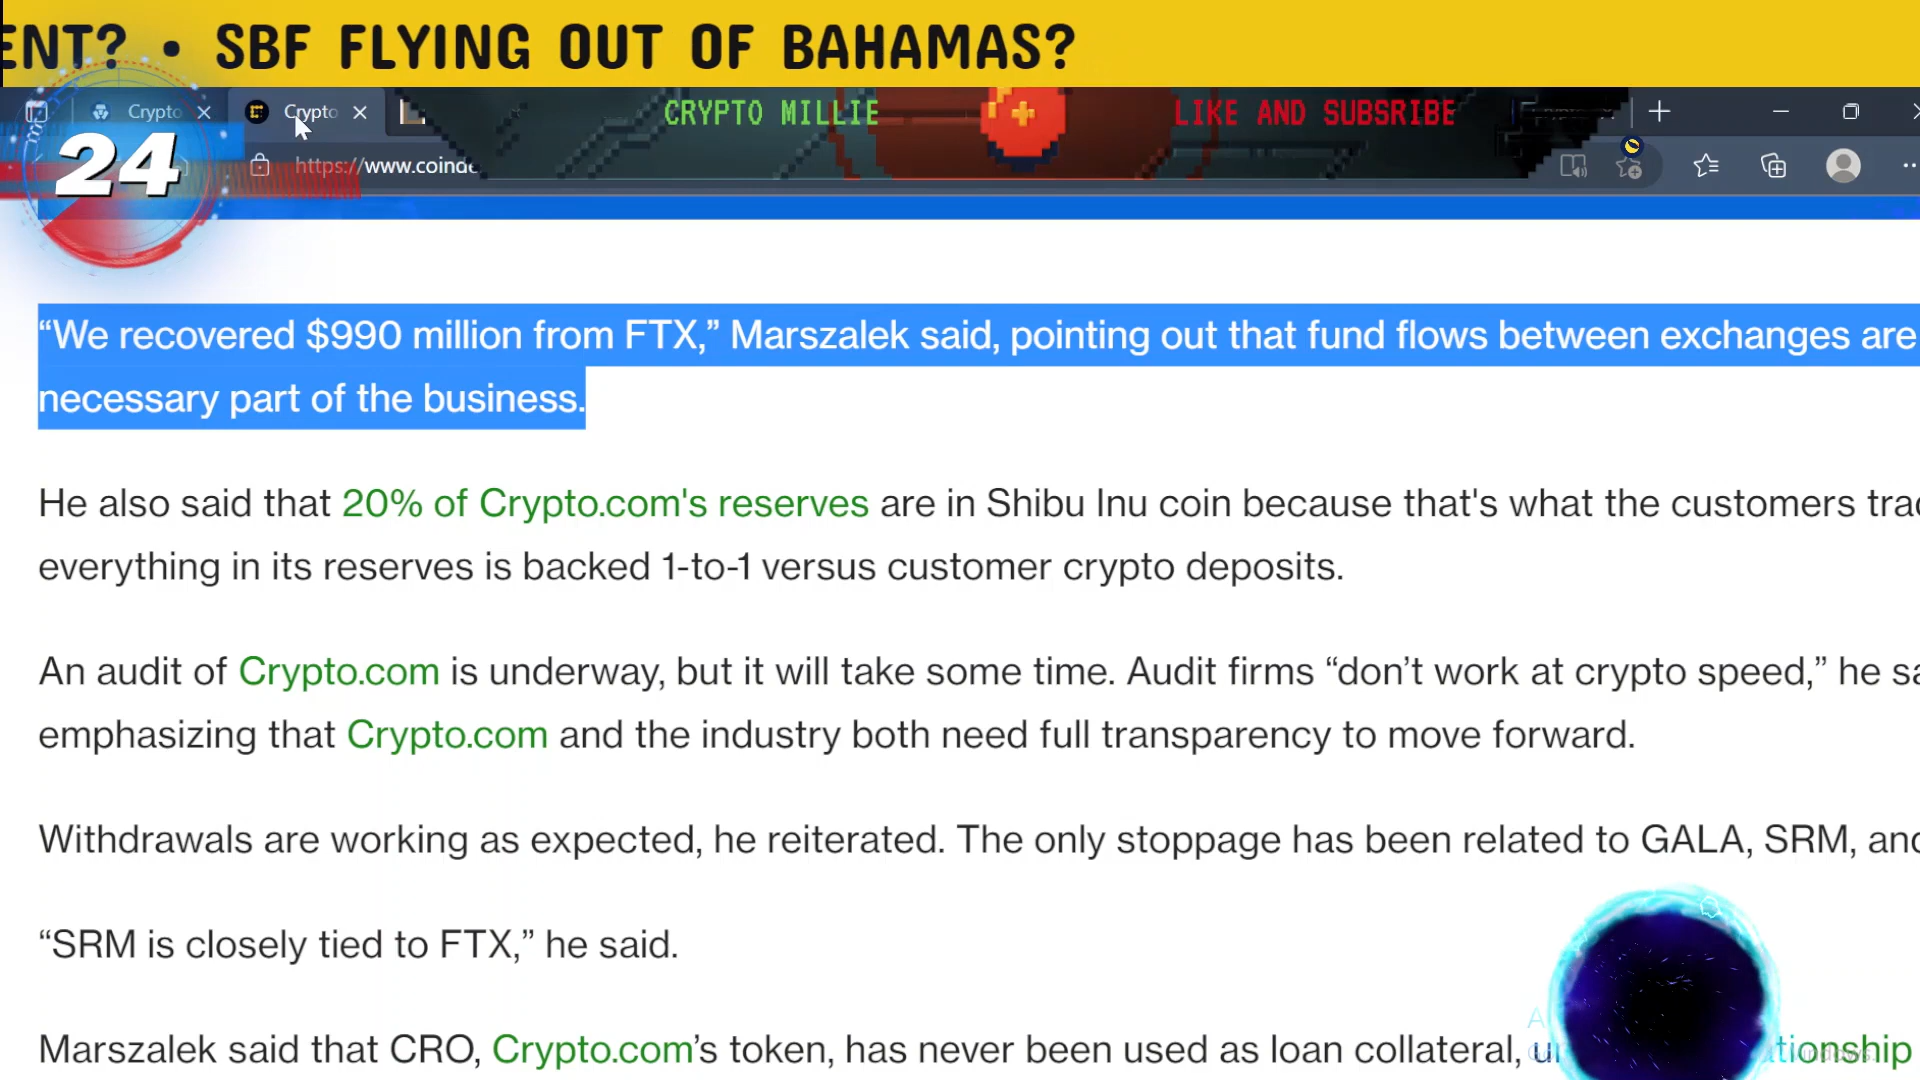 ENT? • SBF FLYING OUT OF BAHAMAS?
Crypto Crypto CRYPTO MILLIE LIKE AND SUBSRIBE
24
https://www.coinde
“We recovered $990 million from FTX,” Marszalek said, pointing out that fund flows between exchanges are
necessary part of the business.
He also said that 20% of Crypto.com's reserves are in Shibu Inu coin because that's what the customers trad
everything in its reserves is backed 1-to-1 versus customer crypto deposits.
An audit of Crypto.com is underway, but it will take some time. Audit firms “don’t work at crypto speed,” he sa
emphasizing that Crypto.com and the industry both need full transparency to move forward.
Withdrawals are working as expected, he reiterated. The only stoppage has been related to GALA, SRM, and
“SRM is closely tied to FTX,” he said.
Marszalek said that CRO, Crypto.com’s token, has never been used as loan collateral, tionship